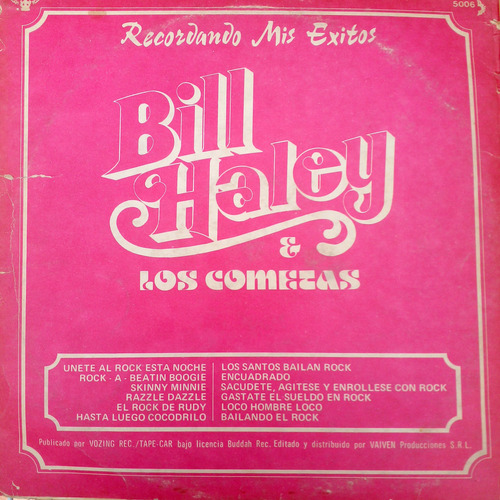 5006
Recordando Mis Exitos
Bill
Haley
&
LOS COMETAS
UNETE AL ROCK ESTA NOCHE
ROCK - A - BEATIN BOOGIE
SKINNY MINNIE
RAZZLE DAZZLE
EL ROCK DE RUDY
HASTA LUEGO COCODRILO
LOS SANTOS BAILAN ROCK
ENCUADRADO
SACUDETE, AGITESE Y ENROLLESE CON ROCK
GASTATE EL SUELDO EN ROCK
LOCO HOMBRE LOCO
BAILANDO EL ROCK
Publicado por VOZING REC./TAPE-CAR bajo licencia Buddah Rec. Editado y distribuido por VAIVEN Producciones S.R.L.